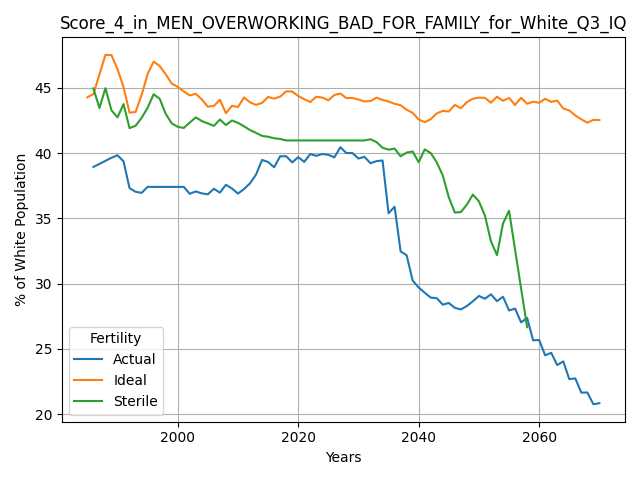 Score_4_in_MEN_OVERWORKING_BAD_FOR_FAMILY_for_White_Q3_IQ
% of White Population
45
40
35
30
25
20
Fertility
Actual
Ideal
Sterile
2000
2020
2040
2060
Years